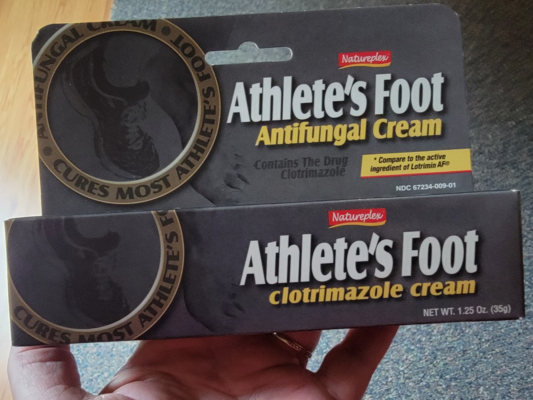 ANTIFUNGAL CREAM • CURES MOST ATHLETE'S FOOT •
Natureplex
Athlete's Foot
Antifungal Cream
Contains The Drug
Clotrimazole
* Compare to the active
ingredient of Lotrimin AF®
NDC 67234-009-01
CURES MOST ATHLETE'S F
Natureplex
Athlete's Foot
clotrimazole cream
NET WT. 1.25 Oz. (35g)